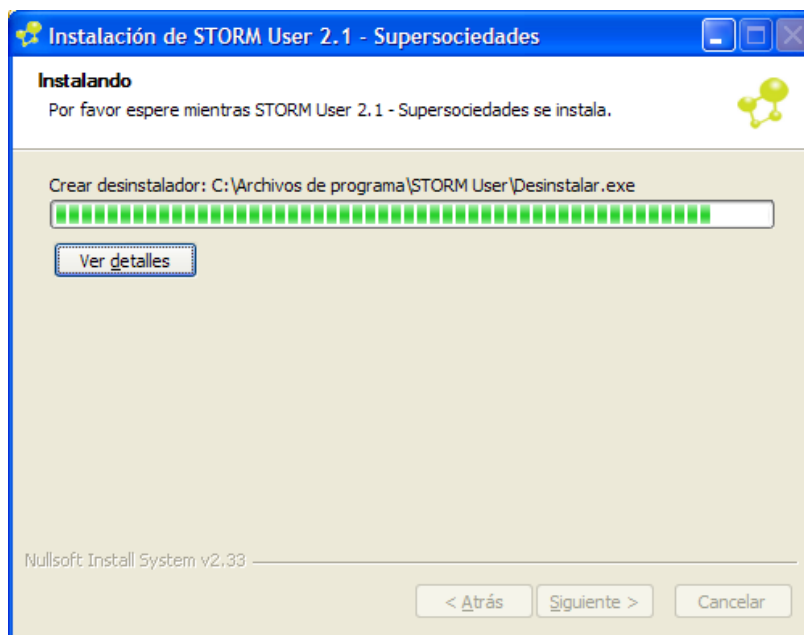 Instalación de STORM User 2.1 - Supersociedades
Instalando
Por favor espere mientras STORM User 2.1 - Supersociedades se instala.
Crear desinstalador: C:\Archivos de programa\STORM User\Desinstalar.exe
Ver detalles
Nullsoft Install System v2.33
< Atrás Siguiente > Cancelar